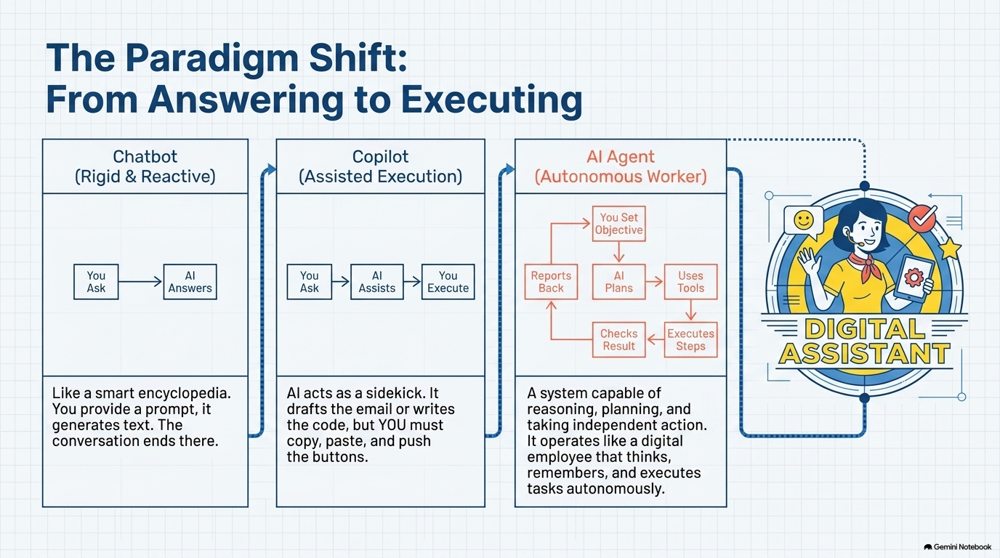 The Paradigm Shift:
From Answering to Executing
Chatbot
(Rigid & Reactive)
You
Ask
AI
Answers
Like a smart encyclopedia.
You provide a prompt, it
generates text. The
conversation ends there.
Copilot
(Assisted Execution)
You
Ask
AI
Assists
You
Execute
AI acts as a sidekick. It
drafts the email or writes
the code, but YOU must
copy, paste, and push
the buttons.
AI Agent
(Autonomous Worker)
You Set
Objective
AI
Plans
Uses
Tools
Executes
Steps
Checks
Result
Reports
Back
A system capable of
reasoning, planning, and
taking independent action.
It operates like a digital
employee that thinks,
remembers, and executes
tasks autonomously.
DIGITAL
ASSISTANT
Gemini Notebook